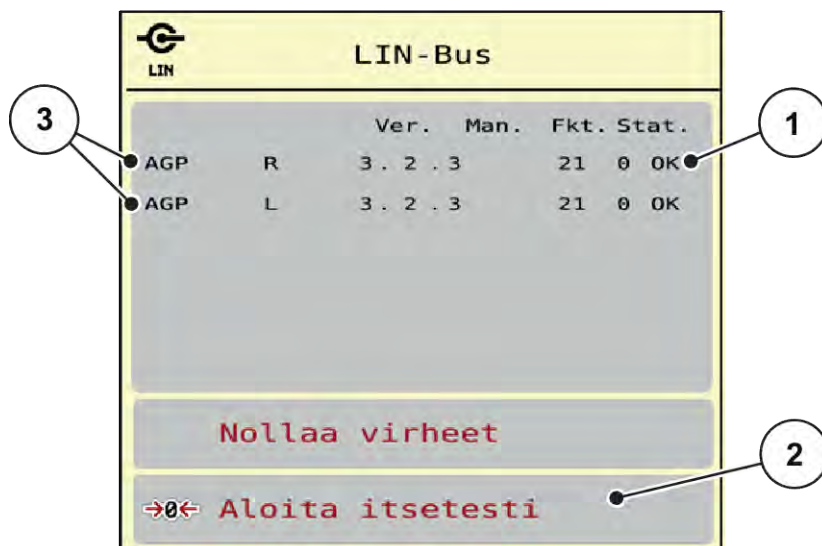 LIN
LIN-Bus
3
1
Ver. Man. Fkt. Stat.
AGP R 3.2.3 21 0 OK
AGP L 3.2.3 21 0 OK
Nollaa virheet
2
→0← Aloita itsetesti